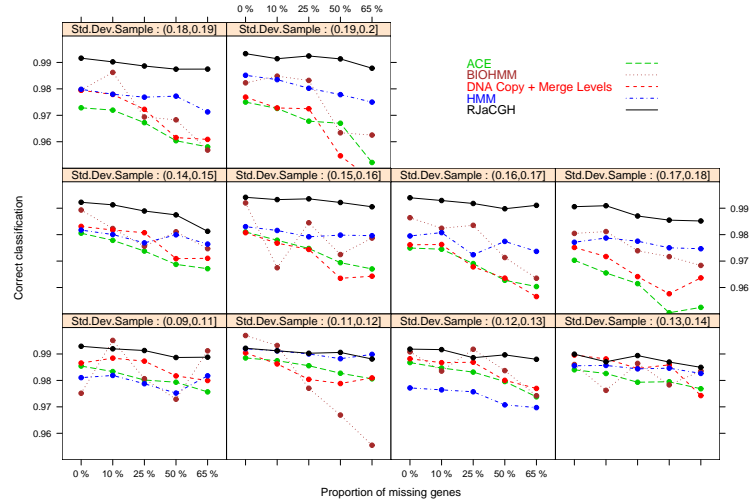 0 % 10 % 25 % 50 % 65 %
Std.Dev.Sample : (0.18,0.19]
Std.Dev.Sample : (0.19,0.2]
0.99
0.98
0.97
0.96
ACE
BIOHMM
DNA Copy + Merge Levels
HMM
RJaCGH
Std.Dev.Sample : (0.14,0.15]
Std.Dev.Sample : (0.15,0.16]
Std.Dev.Sample : (0.16,0.17]
Std.Dev.Sample : (0.17,0.18]
0.99
0.98
0.97
0.96
Correct classification
Std.Dev.Sample : (0.09,0.11]
Std.Dev.Sample : (0.11,0.12]
Std.Dev.Sample : (0.12,0.13]
Std.Dev.Sample : (0.13,0.14]
0.99
0.98
0.97
0.96
0 % 10 % 25 % 50 % 65 %
0 % 10 % 25 % 50 % 65 %
Proportion of missing genes